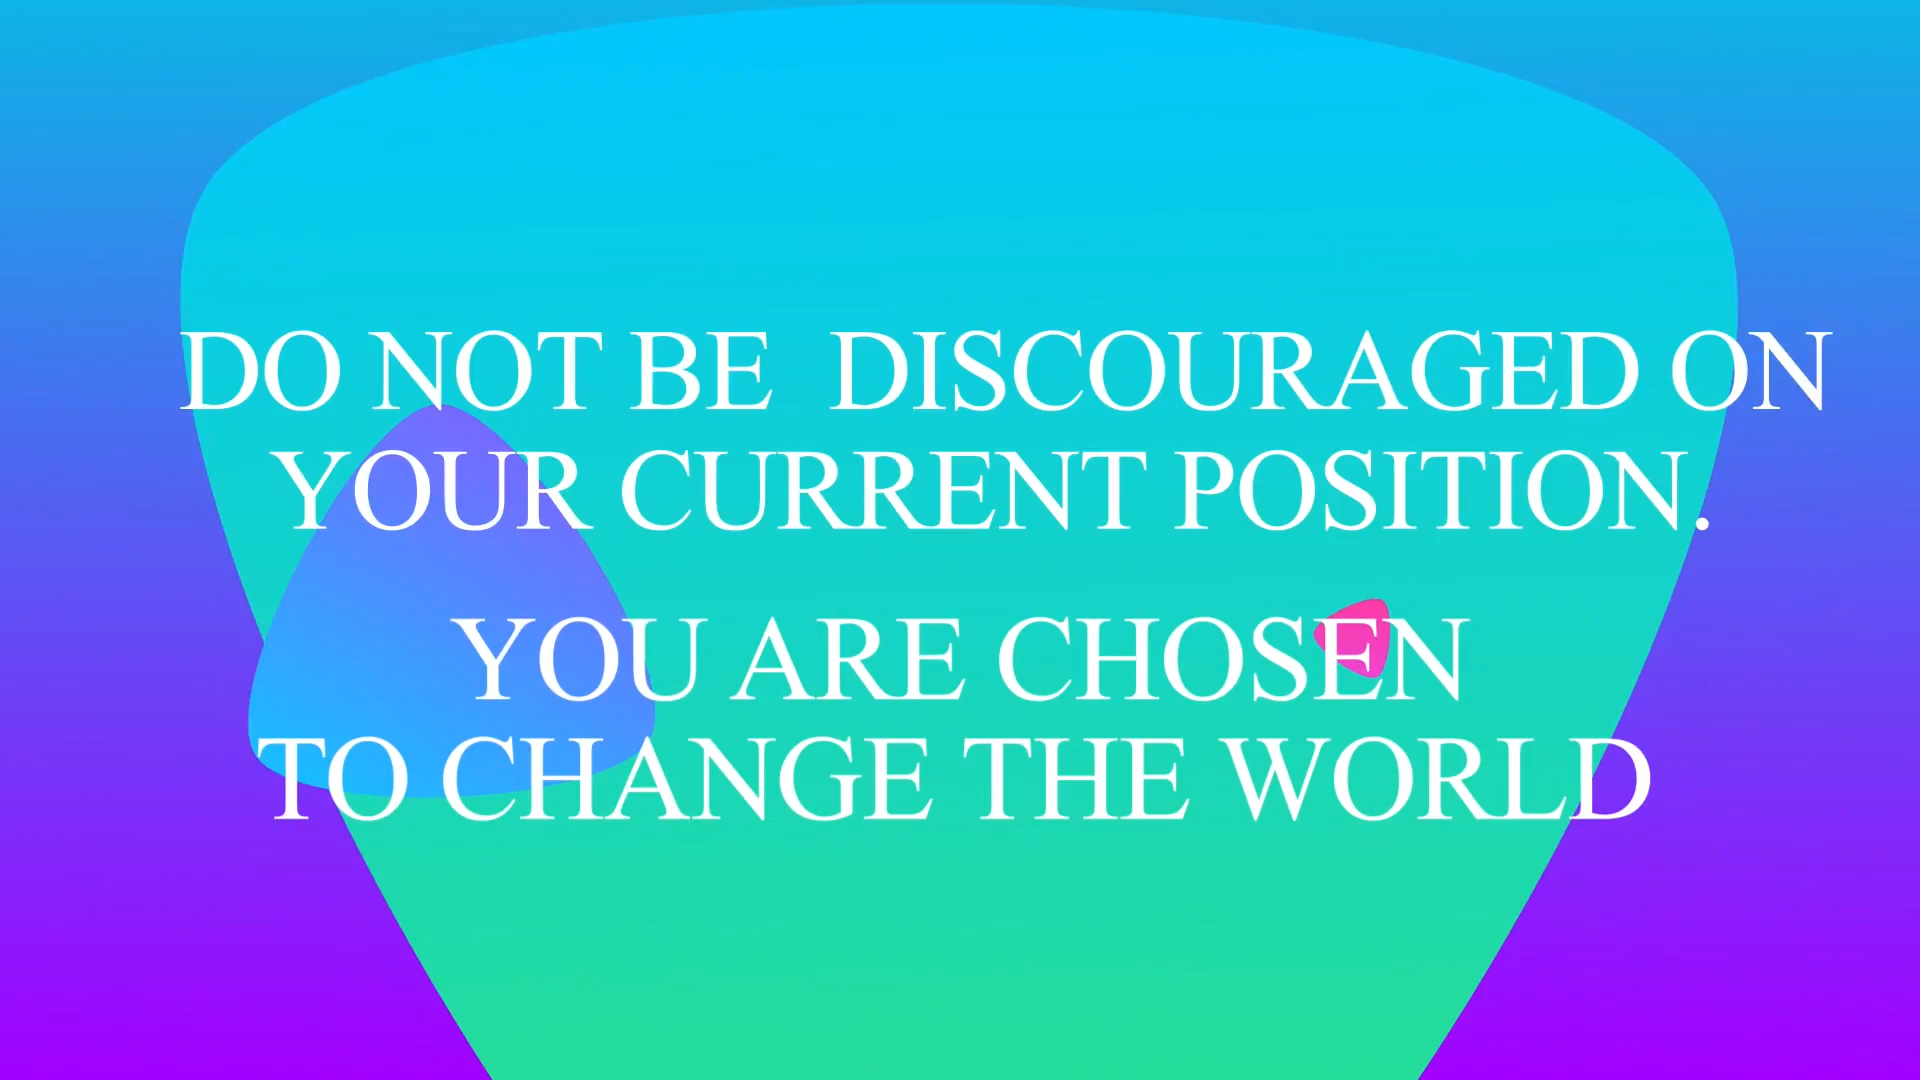 DO NOT BE  DISCOURAGED ON
YOUR CURRENT POSITION.
YOU ARE CHOSEN
TO CHANGE THE WORLD